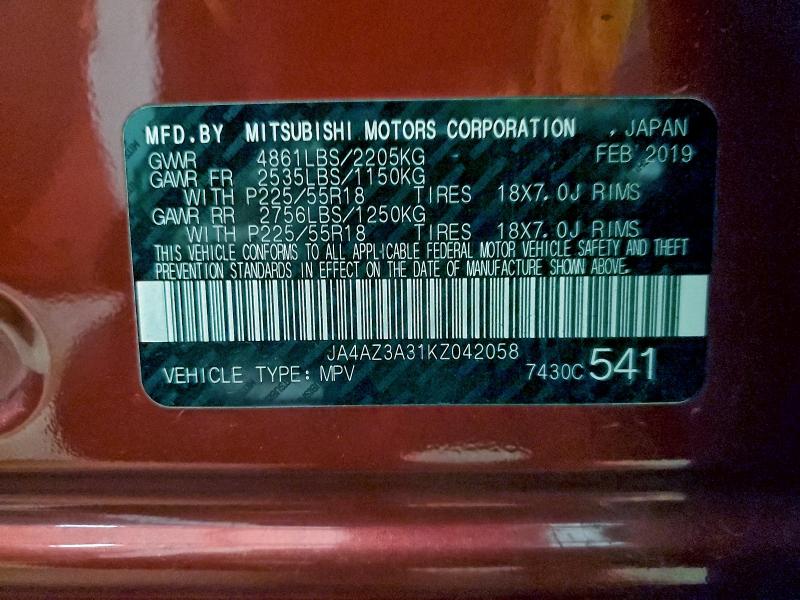 MFD.BY MITSUBISHI MOTORS CORPORATION , JAPAN
GVWR 4861LBS/2205KG FEB 2019
GAWR FR 2535LBS/1150KG
WITH P225/55R18 TIRES 18X7.0J RIMS
GAWR RR 2756LBS/1250KG
WITH P225/55R18 TIRES 18X7.0J RIMS
THIS VEHICLE CONFORMS TO ALL APPLICABLE FEDERAL MOTOR VEHICLE SAFETY AND THEFT
PREVENTION STANDARDS IN EFFECT ON THE DATE OF MANUFACTURE SHOWN ABOVE.
JA4AZ3A31KZ042058
VEHICLE TYPE: MPV 7430C 541